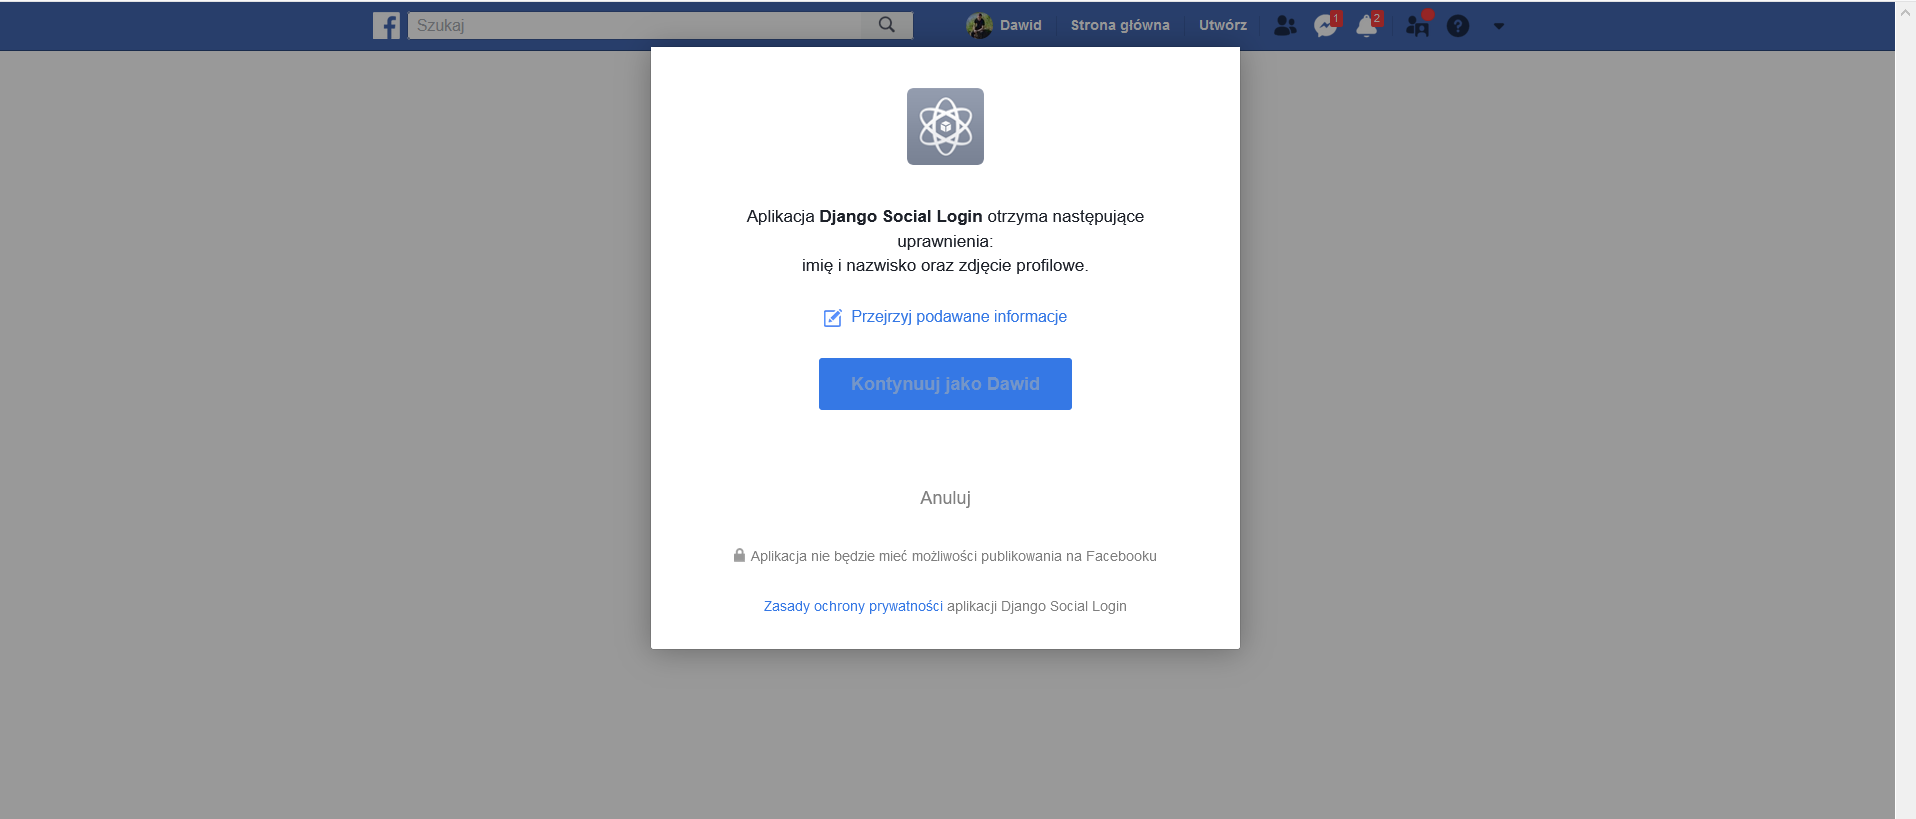 Szukaj
Dawid
Strona główna
Utwórz
1
2
?
Aplikacja Django Social Login otrzyma następujące
uprawnienia:
imię i nazwisko oraz zdjęcie profilowe.
Przejrzyj podawane informacje
Kontynuuj jako Dawid
Anuluj
Aplikacja nie będzie mieć możliwości publikowania na Facebooku
Zasady ochrony prywatności aplikacji Django Social Login